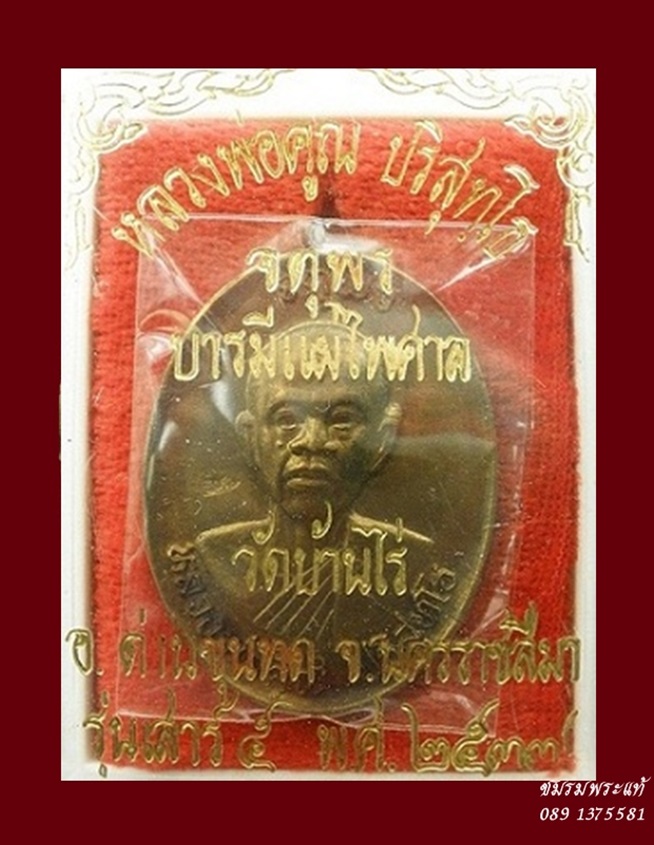 หลวงพ่อคูณ ปริสุทฺโธ
จตุพร
บารมีแผ่ไพศาล
วัดบ้านไร่
อ. ด่านขุนทด จ.นครราชสีมา
รุ่นเสาร์ ๕ พ.ศ. ๒๕๓๓
ชมรมพระแท้
089 1375581